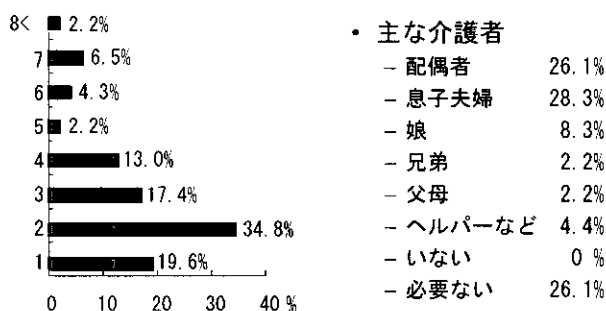 8< 2.2%
7 6.5%
6 4.3%
5 2.2%
4 13.0%
3 17.4%
2 34.8%
1 19.6%
0 10 20 30 40 %
・ 主な介護者
– 配偶者 26.1%
– 息子夫婦 28.3%
– 娘 8.3%
– 兄弟 2.2%
– 父母 2.2%
– ヘルパーなど 4.4%
– いない 0 %
– 必要ない 26.1%